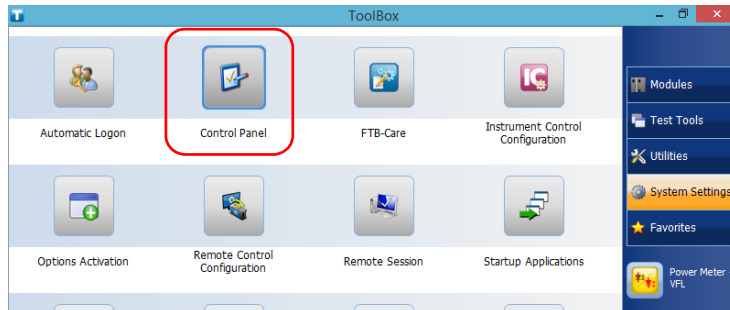 ToolBox
Automatic Logon
Control Panel
FTB-Care
Instrument Control
Configuration
Options Activation
Remote Control
Configuration
Remote Session
Startup Applications
Modules
Test Tools
Utilities
System Settings
Favorites
Power Meter -
VFL